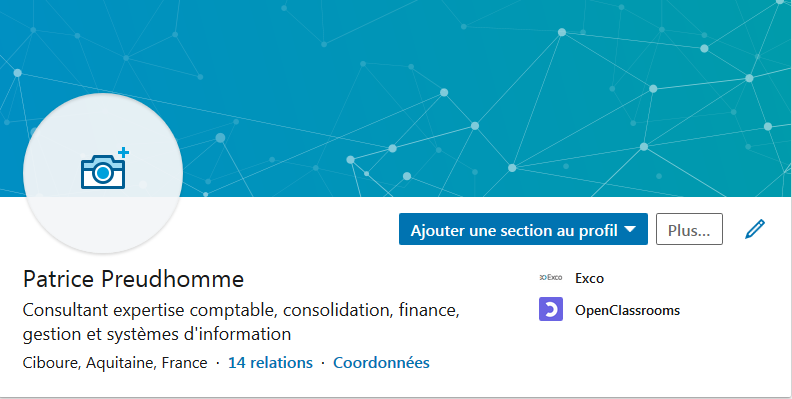 Ajouter une section au profil
Plus...
Patrice Preudhomme
Consultant expertise comptable, consolidation, finance,
gestion et systèmes d'information
Ciboure, Aquitaine, France · 14 relations · Coordonnées
Exco Exco
OpenClassrooms